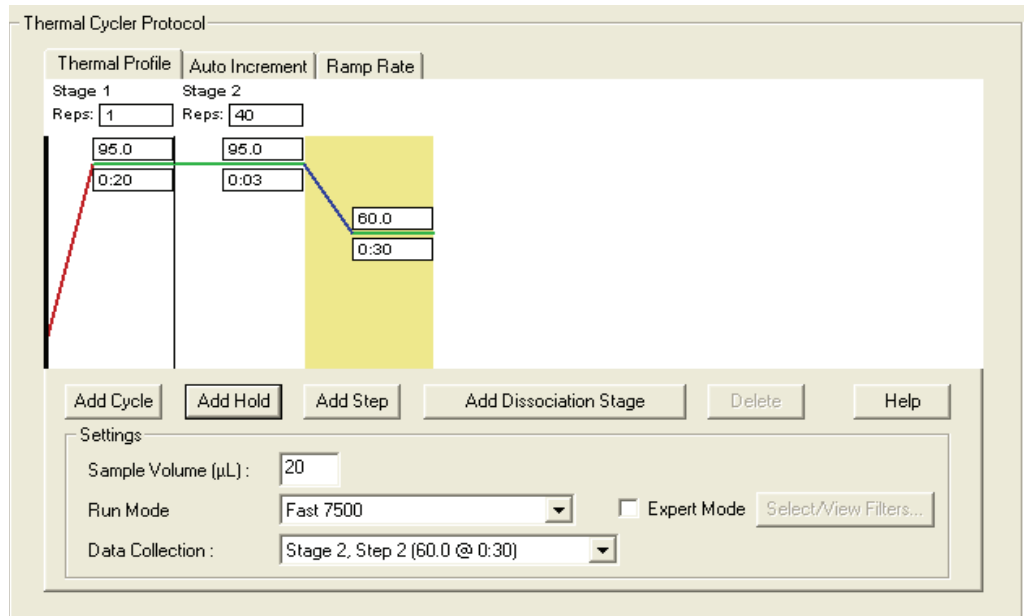 Thermal Cycler Protocol
Thermal Profile Auto Increment Ramp Rate
Stage 1 Stage 2
Reps: 1 Reps: 40
95.0 95.0
0:20 0:03
60.0
0:30
Add Cycle Add Hold Add Step Add Dissociation Stage Delete Help
Settings
Sample Volume (µL) : 20
Run Mode Fast 7500 Expert Mode Select/View Filters...
Data Collection : Stage 2, Step 2 (60.0 @ 0:30)